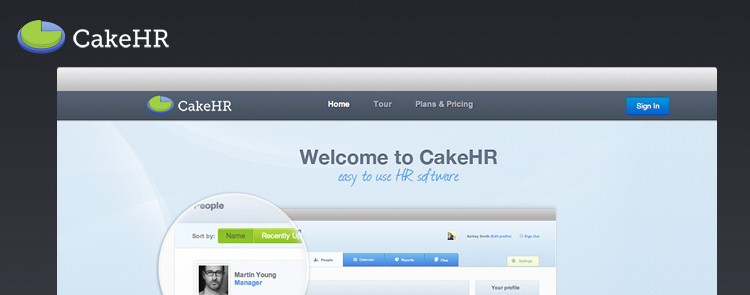 CakeHR
CakeHR Home Tour Plans & Pricing Sign In
Welcome to CakeHR
easy to use HR software
People
Sort by: Name Recently U
Ashley Smith (Edit profile) Sign Out
People Calendar Reports Files Settings
Martin Young
Manager
Your profile